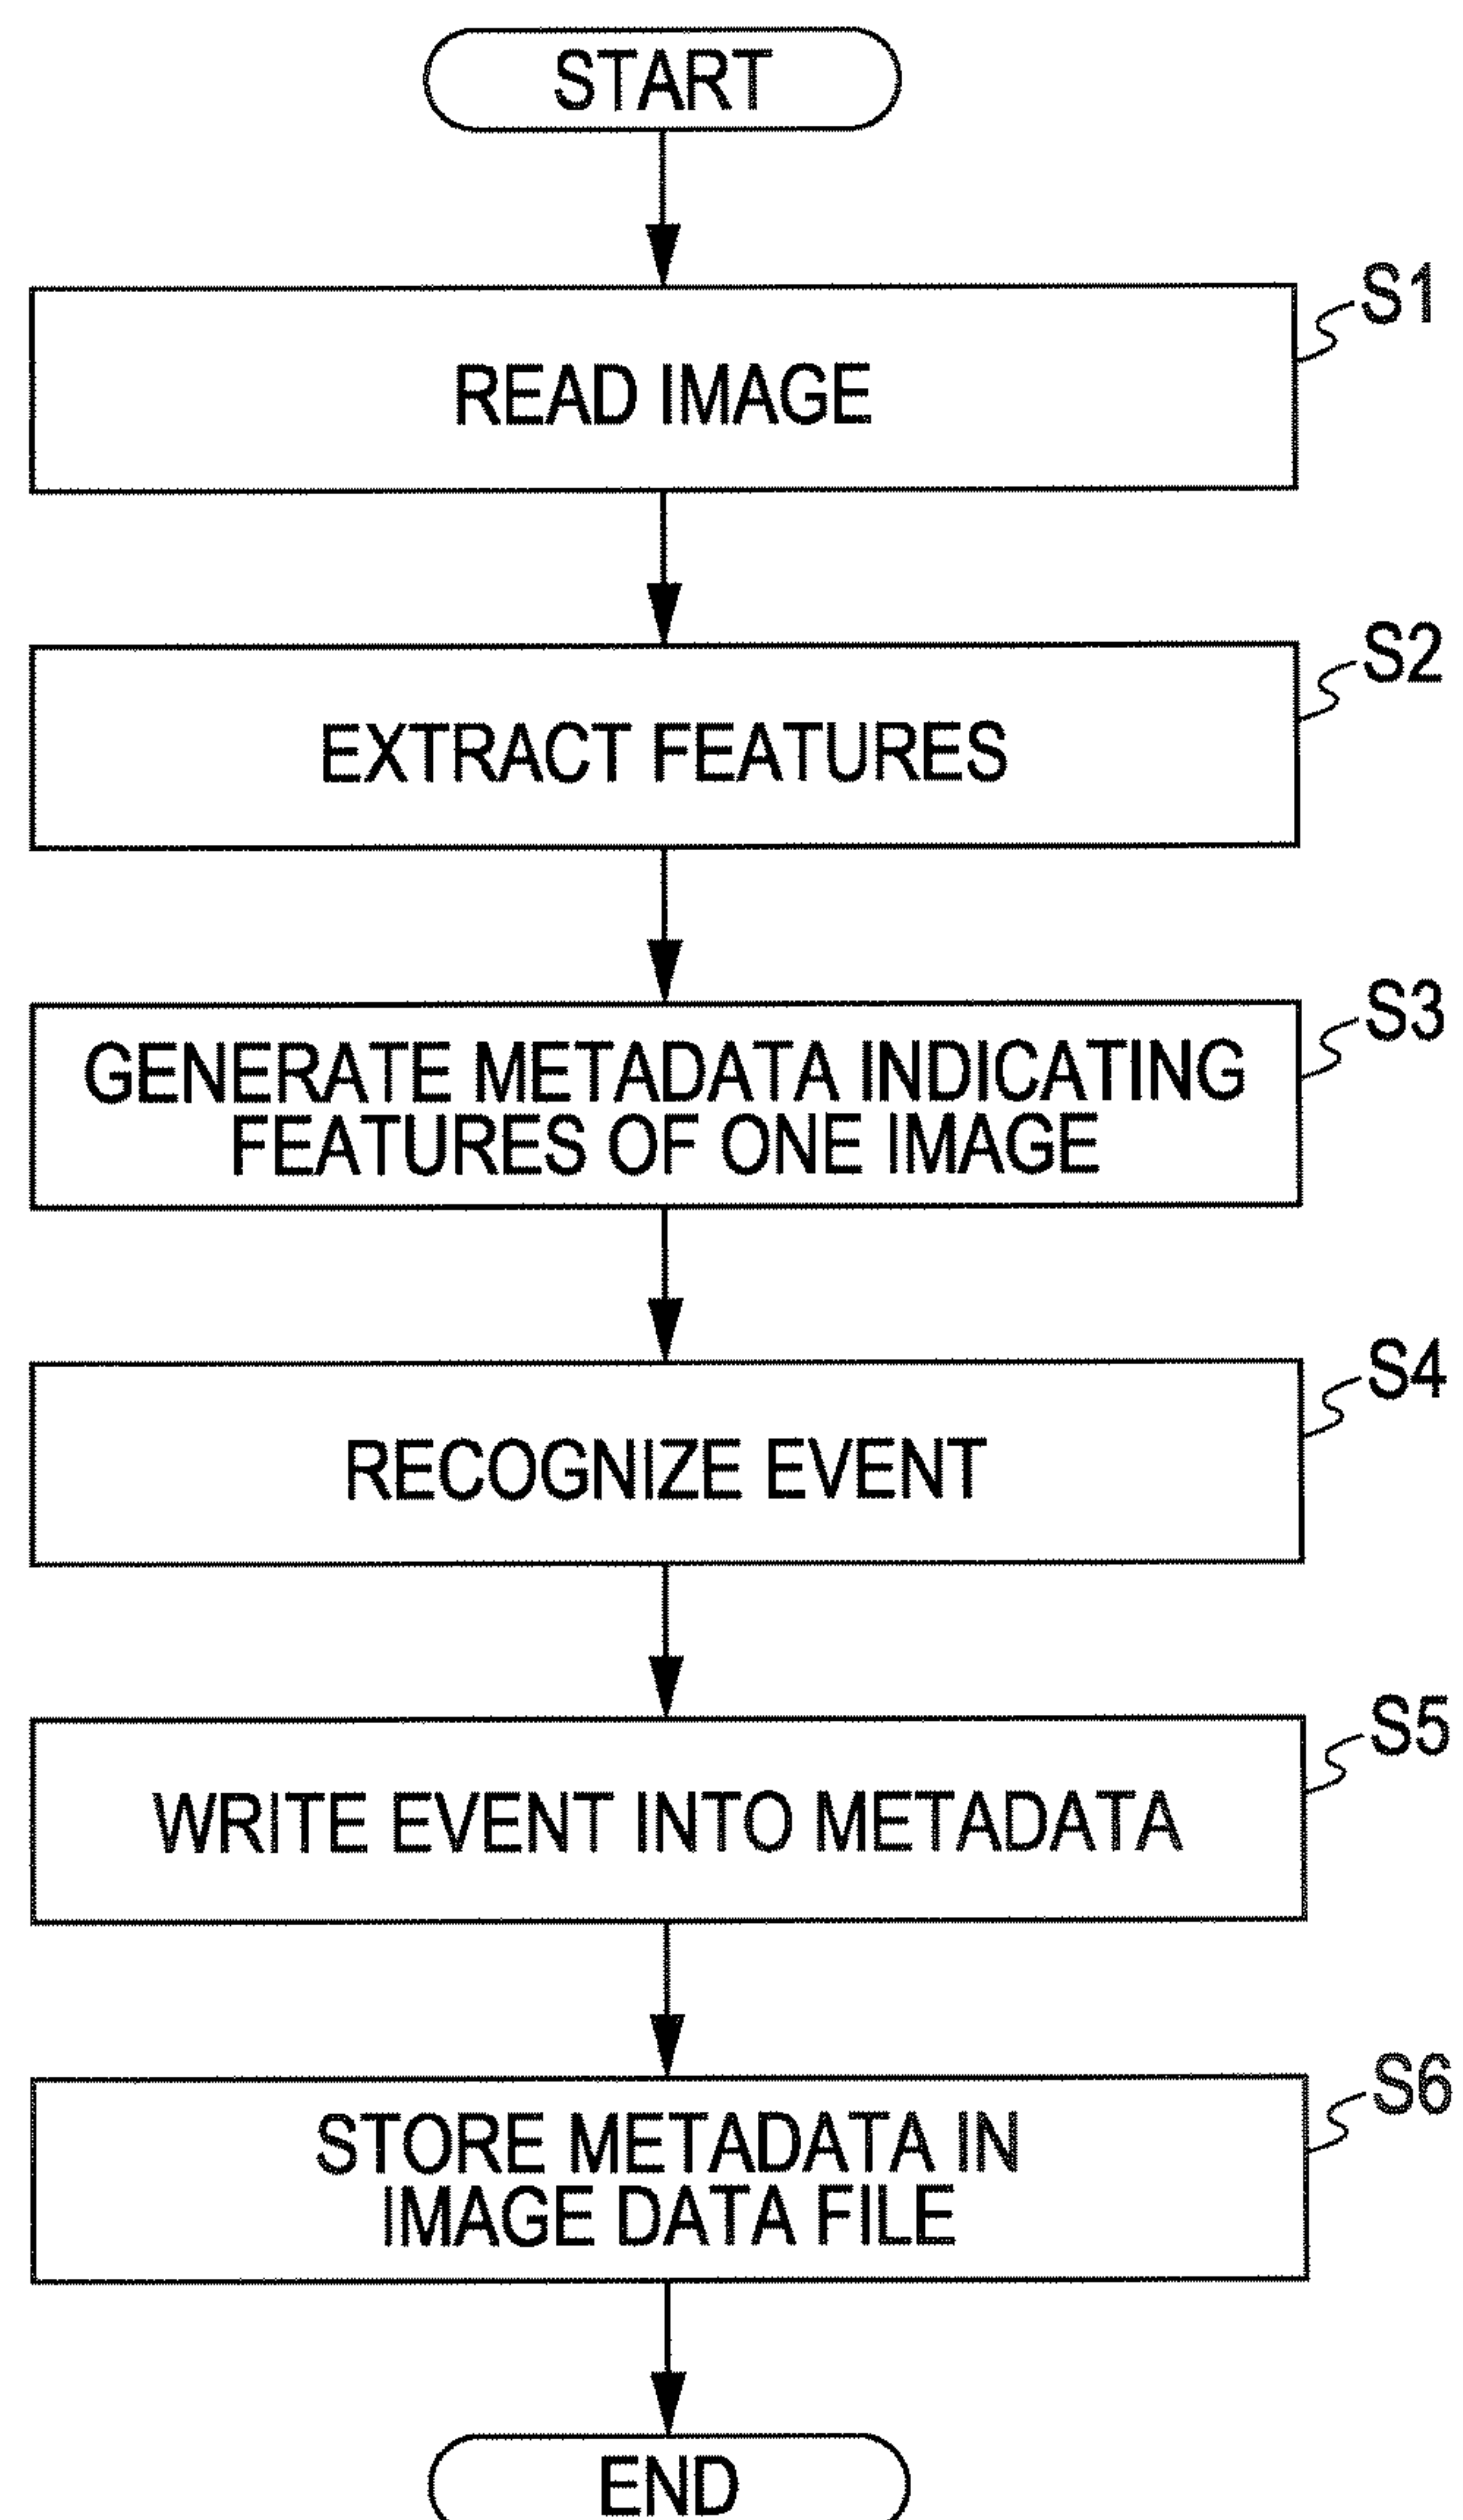 START
S1
READ IMAGE
S2
EXTRACT FEATURES
S3
GENERATE METADATA INDICATING
FEATURES OF ONE IMAGE
S4
RECOGNIZE EVENT
S5
WRITE EVENT INTO METADATA
S6
STORE METADATA IN
IMAGE DATA FILE
END